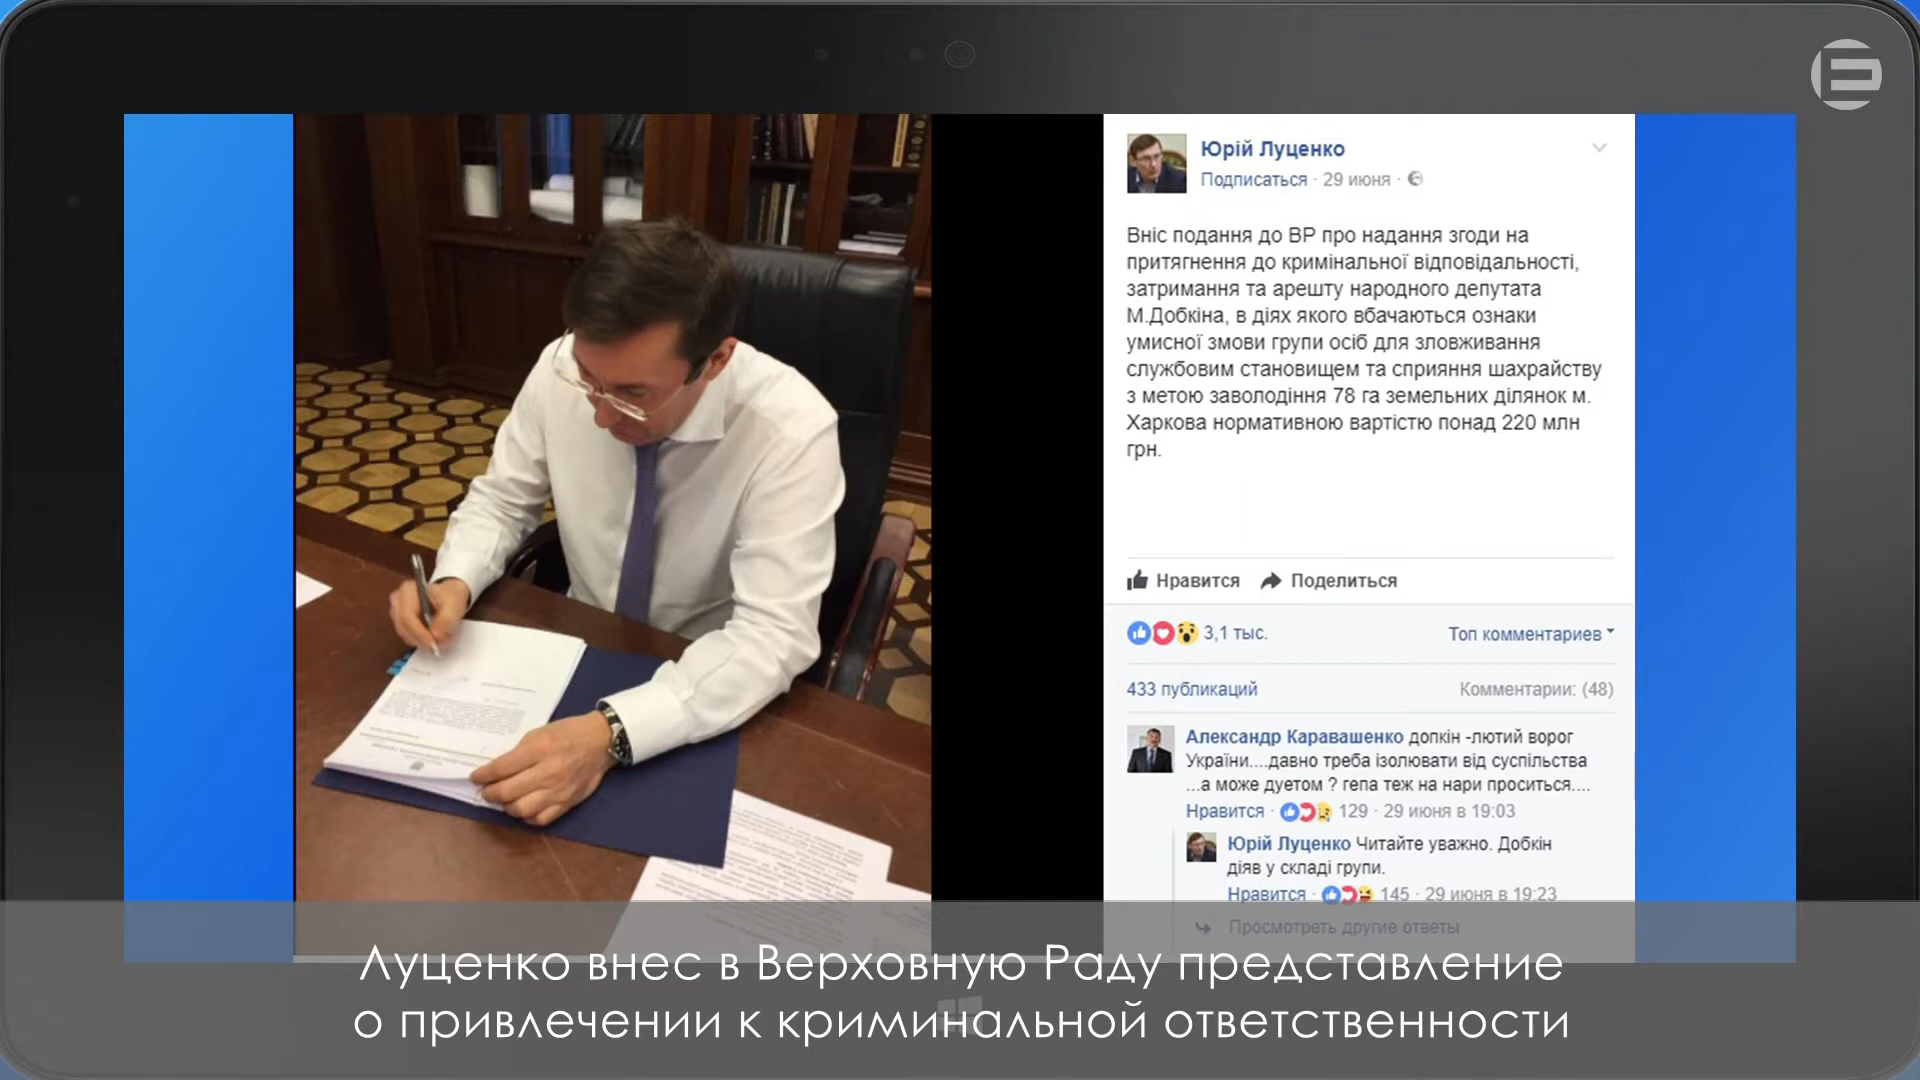 Юрій Луценко
Подписаться · 29 июня ·
Вніс подання до ВР про надання згоди на
притягнення до кримінальної відповідальності,
затримання та арешту народного депутата
М.Добкіна, в діях якого вбачаються ознаки
умисної змови групи осіб для зловживання
службовим становищем та сприяння шахрайству
з метою заволодіння 78 га земельних ділянок м.
Харкова нормативною вартістю понад 220 млн
грн.
Нравится Поделиться
3,1 тыс. Топ комментариев
433 публикаций Комментарии: (48)
Александр Каравашенко допкін -лютий ворог
України....давно треба ізолювати від суспільства
...а може дуетом ? гепа теж на нари проситься....
Нравится · 129 · 29 июня в 19:03
Юрій Луценко Читайте уважно. Добкін
діяв у складі групи.
Нравится · 145 · 29 июня в 19:23
Просмотреть другие ответы
Луценко внес в Верховную Раду представление
о привлечении к криминальной ответственности